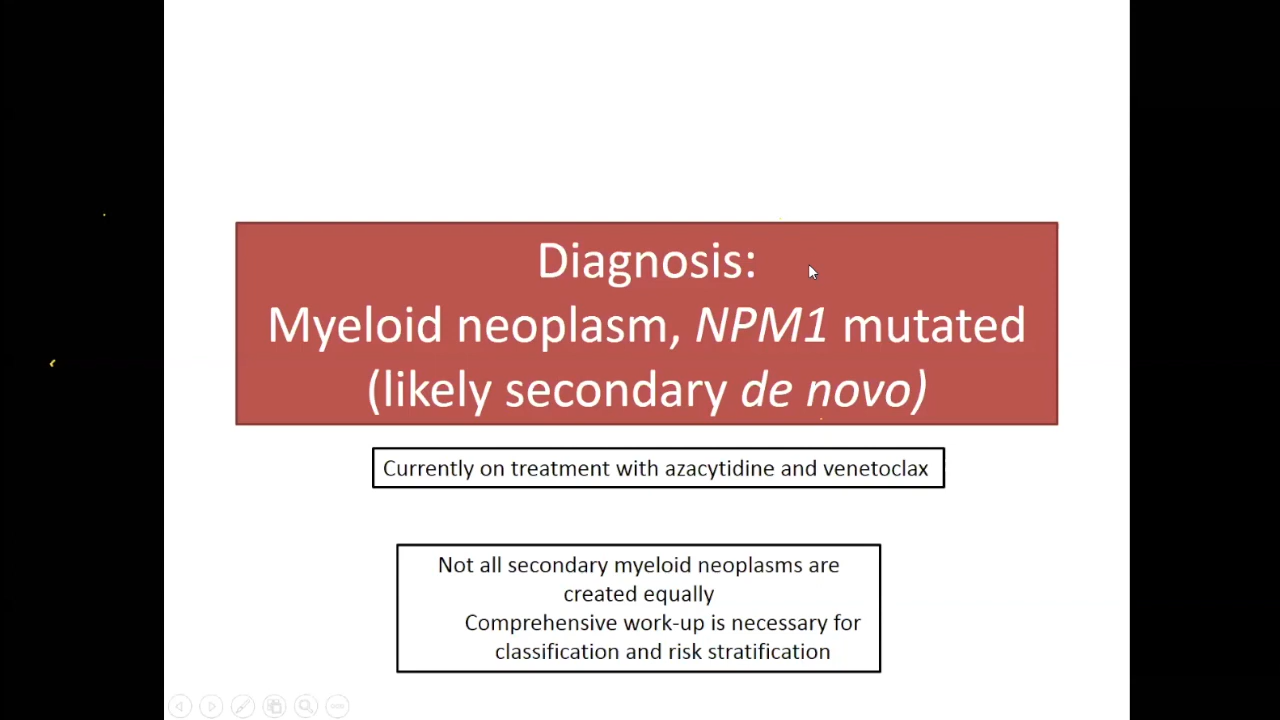 Diagnosis:
Myeloid neoplasm, NPM1 mutated
(likely secondary de novo)
Currently on treatment with azacytidine and venetoclax
Not all secondary myeloid neoplasms are
created equally
Comprehensive work-up is necessary for
classification and risk stratification